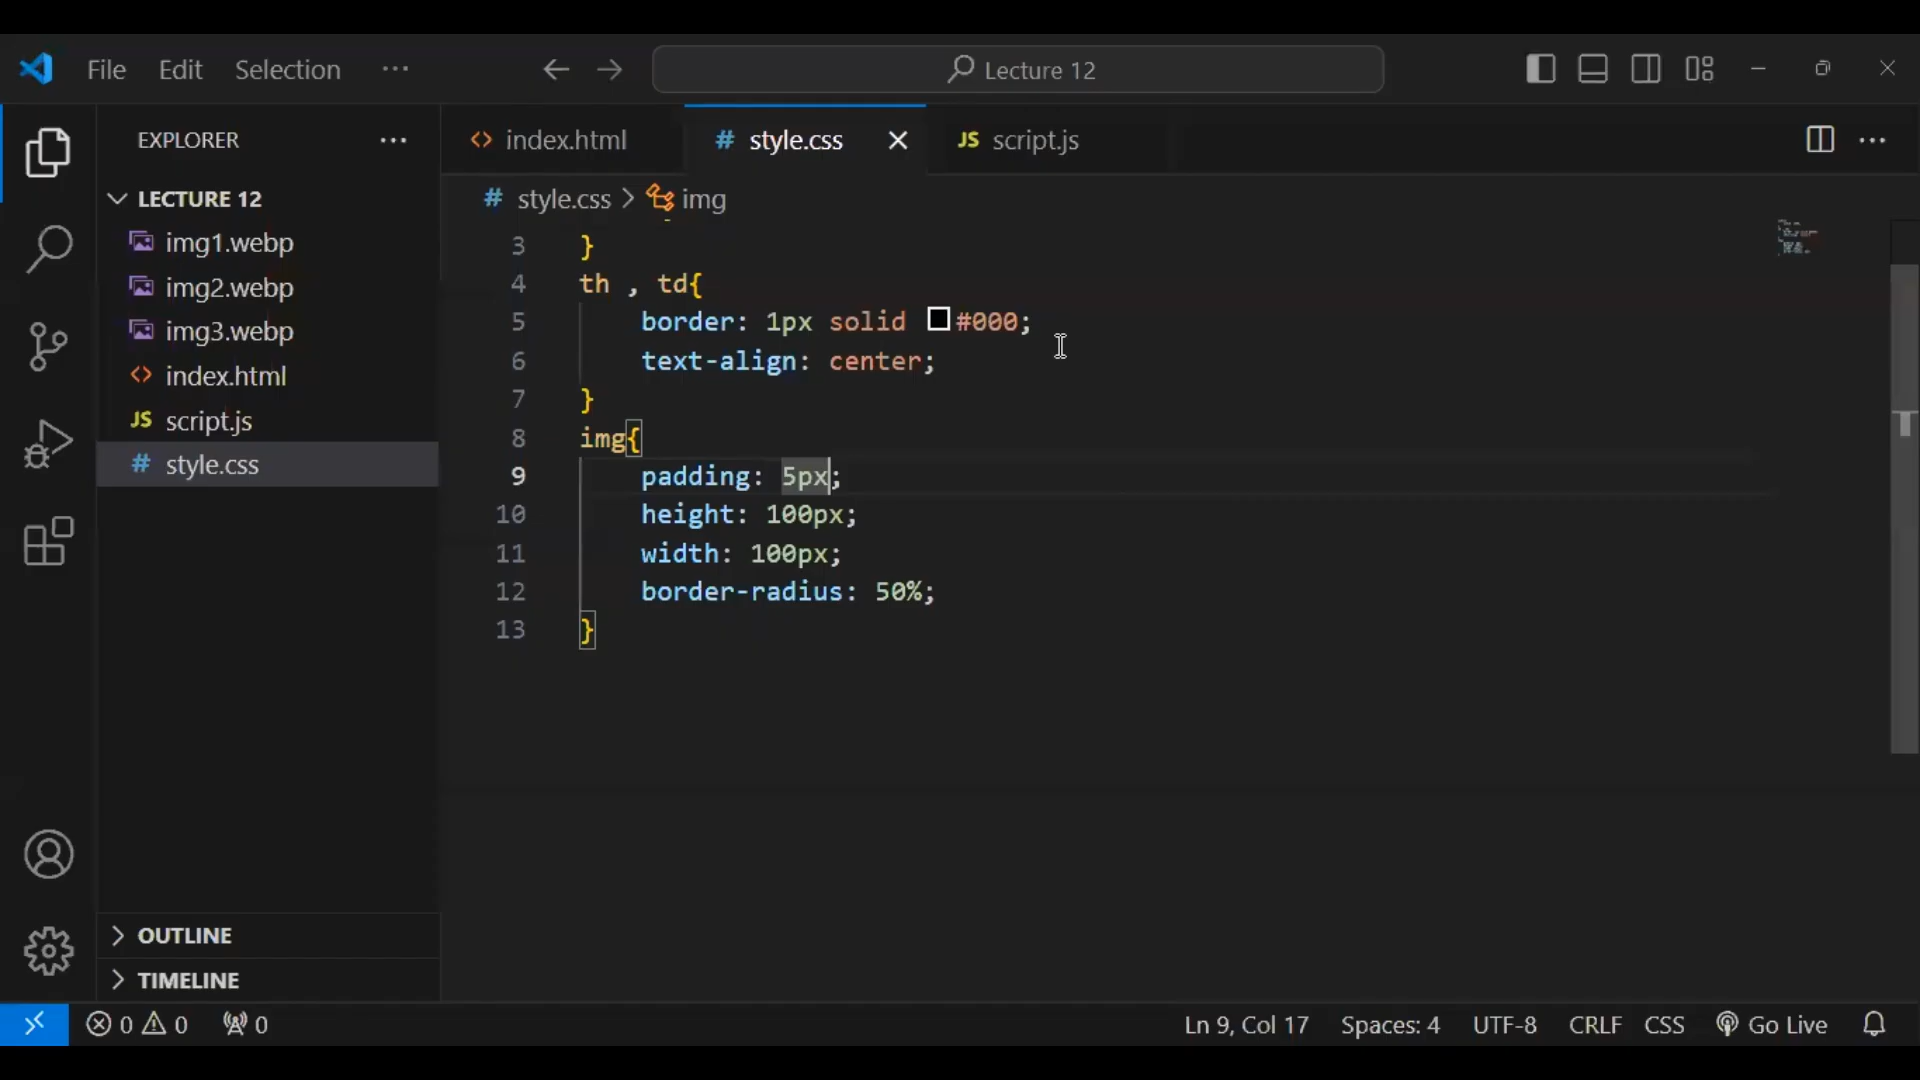 File Edit Selection ··· Lecture 12
EXPLORER ···
index.html
# style.css
JS script.js
···
LECTURE 12
# style.css > img
img1.webp
img2.webp
img3.webp
index.html
JS script.js
# style.css
3 }
4 th , td{
5 border: 1px solid #000;
6 text-align: center;
7 }
8 img{
9 padding: 5px;
10 height: 100px;
11 width: 100px;
12 border-radius: 50%;
13 }
OUTLINE
TIMELINE
0 0 0 Ln 9, Col 17 Spaces: 4 UTF-8 CRLF CSS Go Live